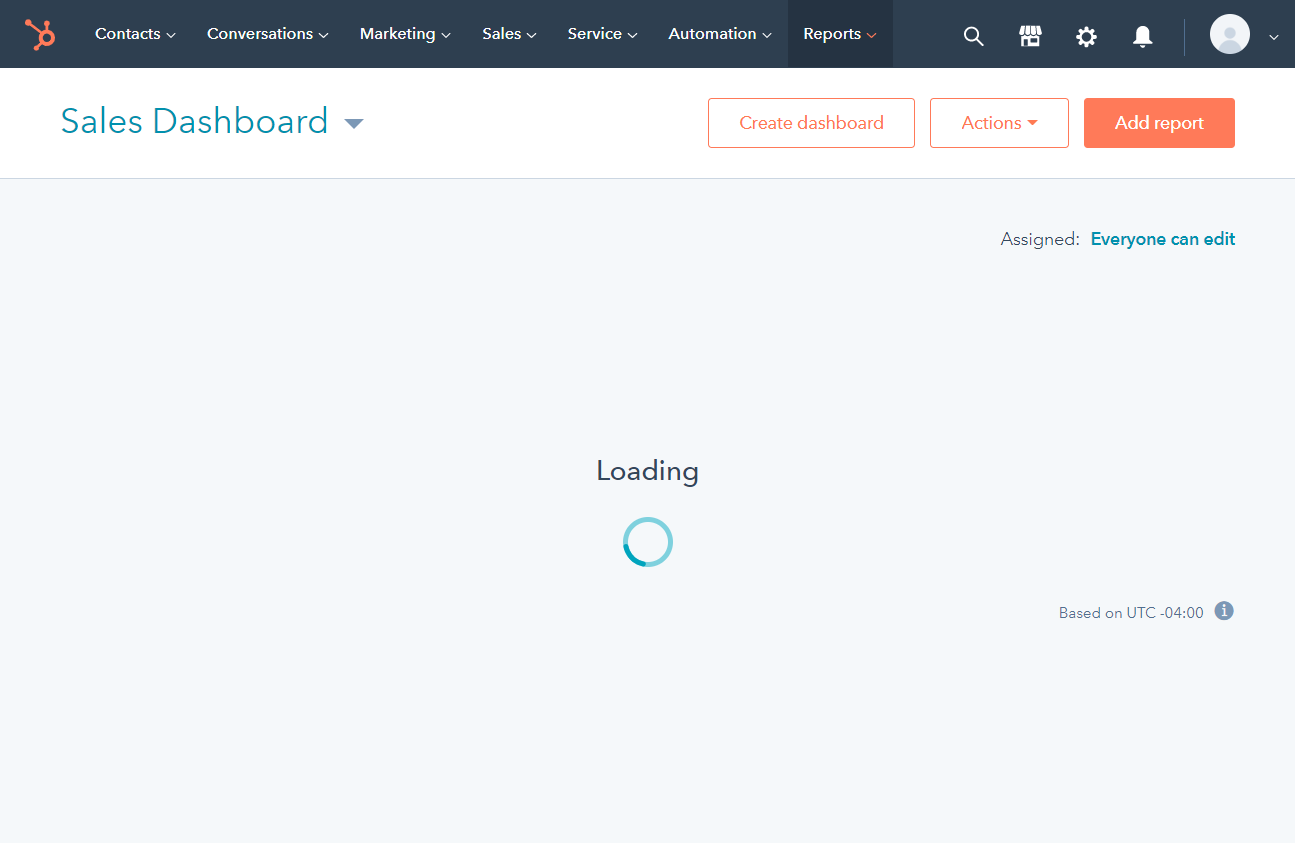 Contacts Conversations Marketing Sales Service Automation Reports
Sales Dashboard Create dashboard Actions Add report
Assigned: Everyone can edit
Loading
Based on UTC -04:00